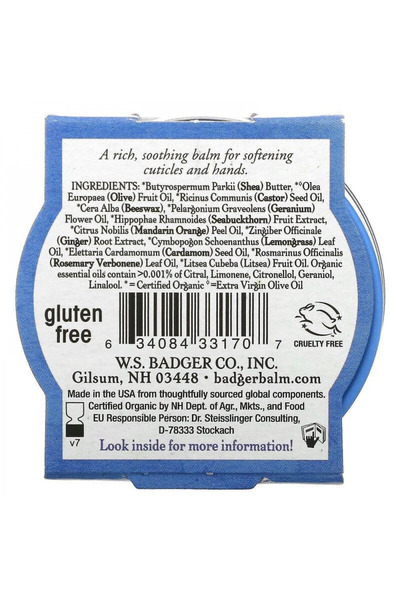 A rich, soothing balm for softening
cuticles and hands.
INGREDIENTS: *Butyrospermum Parkii (Shea) Butter, *°Olea
Europaea (Olive) Fruit Oil, *Ricinus Communis (Castor) Seed Oil,
*Cera Alba (Beeswax), *Pelargonium Graveolens (Geranium)
Flower Oil, *Hippophae Rhamnoides (Seabuckthorn) Fruit Extract,
*Citrus Nobilis (Mandarin Orange) Peel Oil, *Zingiber Officinale
(Ginger) Root Extract, *Cymbopogon Schoenanthus (Lemongrass) Leaf
Oil, *Elettaria Cardamomum (Cardamom) Seed Oil, *Rosmarinus Officinalis
(Rosemary Verbenone) Leaf Oil, *Litsea Cubeba (Litsea) Fruit Oil. Organic
essential oils contain >0.001% of Citral, Limonene, Citronellol, Geraniol,
Linalool. * = Certified Organic °=Extra Virgin Olive Oil
gluten
free
6 34084 33170 7
CRUELTY FREE
W.S. BADGER CO., INC.
Gilsum, NH 03448 • badgerbalm.com
Made in the USA from thoughtfully sourced global components.
Certified Organic by NH Dept. of Agr., Mkts., and Food
EU Responsible Person: Dr. Steisslinger Consulting,
D-78333 Stockach
v7
Look inside for more information!